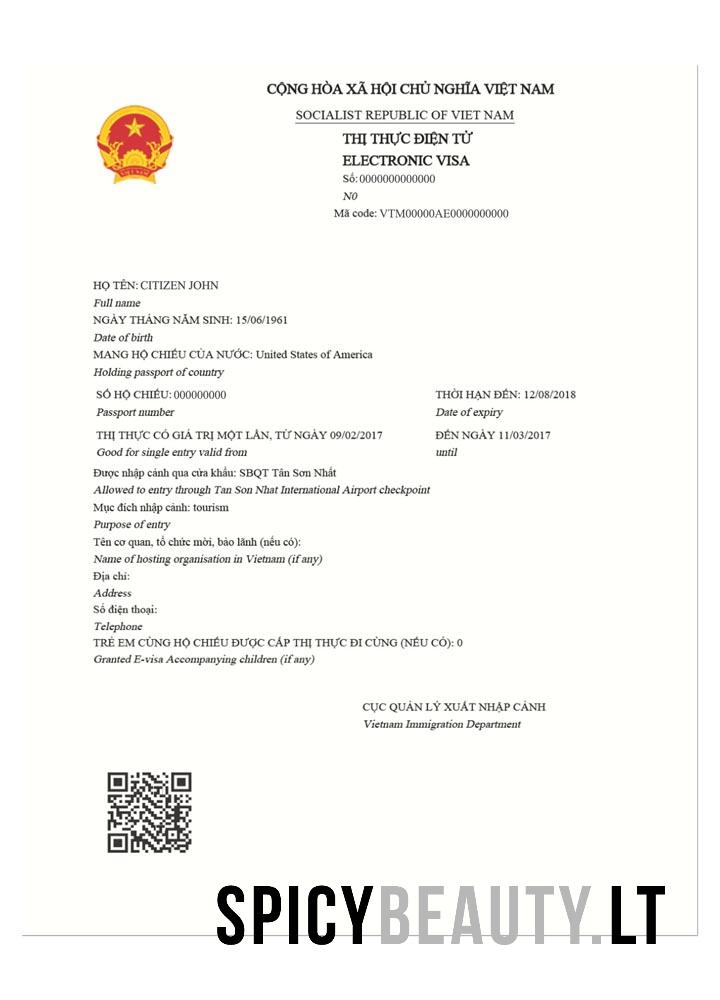 CỘNG HÒA XÃ HỘI CHỦ NGHĨA VIỆT NAM
SOCIALIST REPUBLIC OF VIET NAM
THỊ THỰC ĐIỆN TỬ
ELECTRONIC VISA
Số: 0000000000000
N0
Mã code: VTM00000AE0000000000
VIỆT NAM
HỌ TÊN: CITIZEN JOHN
Full name
NGÀY THÁNG NĂM SINH: 15/06/1961
Date of birth
MANG HỘ CHIẾU CỦA NƯỚC: United States of America
Holding passport of country
SỐ HỘ CHIẾU: 000000000 THỜI HẠN ĐẾN: 12/08/2018
Passport number Date of expiry
THỊ THỰC CÓ GIÁ TRỊ MỘT LẦN, TỪ NGÀY 09/02/2017 ĐẾN NGÀY 11/03/2017
Good for single entry valid from until
Được nhập cảnh qua cửa khẩu: SBQT Tân Sơn Nhất
Allowed to entry through Tan Son Nhat International Airport checkpoint
Mục đích nhập cảnh: tourism
Purpose of entry
Tên cơ quan, tổ chức mời, bảo lãnh (nếu có):
Name of hosting organisation in Vietnam (if any)
Địa chỉ:
Address
Số điện thoại:
Telephone
TRẺ EM CÙNG HỘ CHIẾU ĐƯỢC CẤP THỊ THỰC ĐI CÙNG (NẾU CÓ): 0
Granted E-visa Accompanying children (if any)
CỤC QUẢN LÝ XUẤT NHẬP CẢNH
Vietnam Immigration Department
SPICYBEAUTY.LT